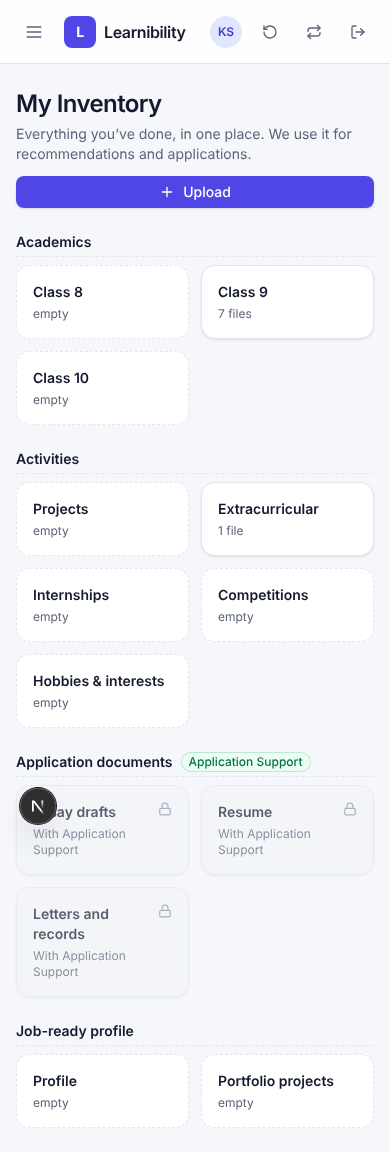 L Learnibility KS
My Inventory
Everything you’ve done, in one place. We use it for
recommendations and applications.
Upload
Academics
Class 8
empty
Class 9
7 files
Class 10
empty
Activities
Projects
empty
Extracurricular
1 file
Internships
empty
Competitions
empty
Hobbies & interests
empty
Application documents Application Support
N
drafts
With Application
Support
Resume
With Application
Support
Letters and
records
With Application
Support
Job-ready profile
Profile
empty
Portfolio projects
empty